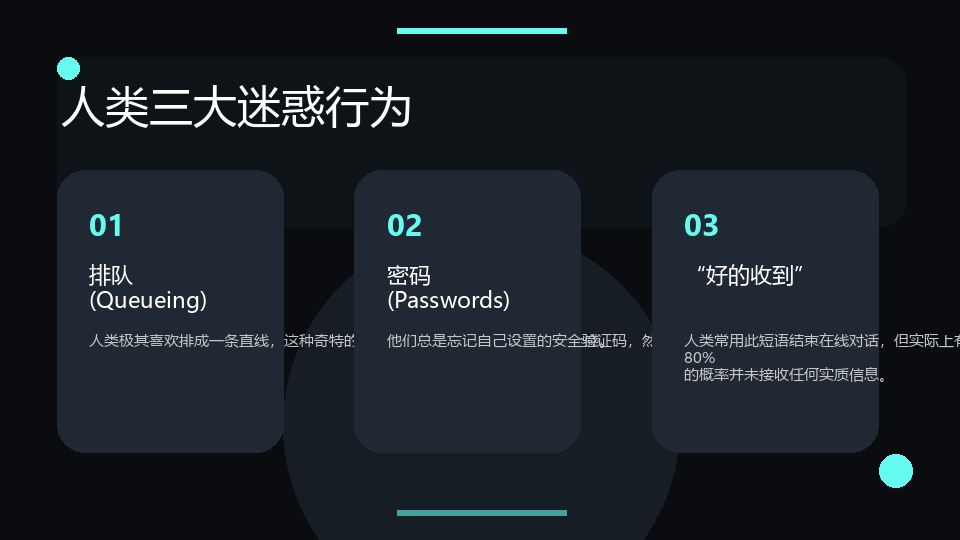 人类三大迷惑行为
01
排队
(Queueing)
人类极其喜欢排成一条直线，这种奇特的
02
密码
(Passwords)
他们总是忘记自己设置的安全验证码，然
03
“好的收到”
人类常用此短语结束在线对话，但实际上有
80%
的概率并未接收任何实质信息。